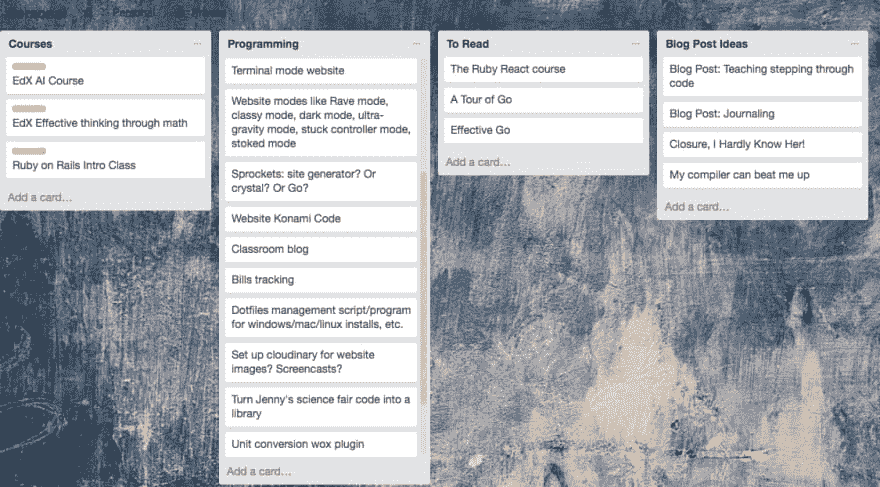 Courses
EdX AI Course
EdX Effective thinking through math
Ruby on Rails Intro Class
Add a card...
Programming
Terminal mode website
Website modes like Rave mode,
classy mode, dark mode, ultra-
gravity mode, stuck controller mode,
stoked mode
Sprockets: site generator? Or
crystal? Or Go?
Website Konami Code
Classroom blog
Bills tracking
Dotfiles management script/program
for windows/mac/linux installs, etc.
Set up cloudinary for website
images? Screencasts?
Turn Jenny's science fair code into a
library
Unit conversion wox plugin
Add a card...
To Read
The Ruby React course
A Tour of Go
Effective Go
Add a card...
Blog Post Ideas
Blog Post: Teaching stepping through
code
Blog Post: Journaling
Closure, I Hardly Know Her!
My compiler can beat me up
Add a card...